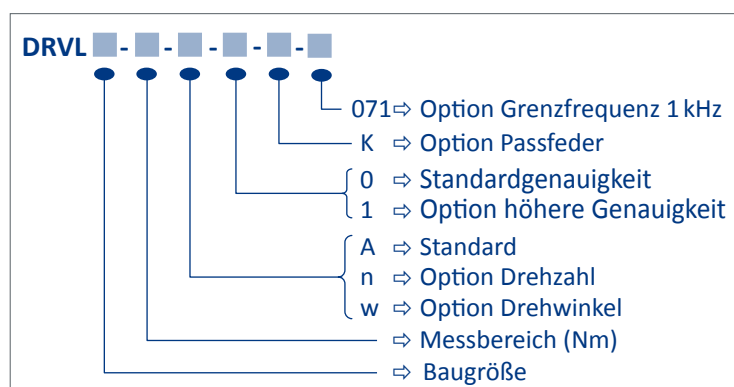 DRVL - - - - -
071⇨ Option Grenzfrequenz 1 kHz
K ⇨ Option Passfeder
0 ⇨ Standardgenauigkeit
1 ⇨ Option höhere Genauigkeit
A ⇨ Standard
n ⇨ Option Drehzahl
w ⇨ Option Drehwinkel
⇨ Messbereich (Nm)
⇨ Baugröße